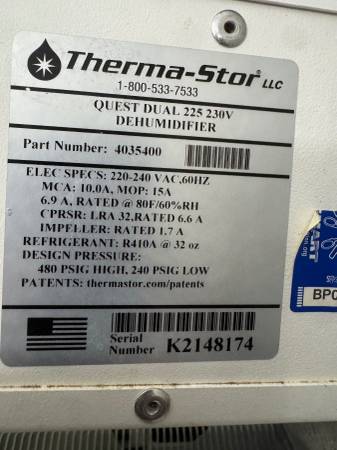 Therma-Stor LLC
1-800-533-7533
QUEST DUAL 225 230V
DEHUMIDIFIER
Part Number: 4035400
ELEC SPECS: 220-240 VAC,60HZ
MCA: 10.0A, MOP: 15A
6.9 A, RATED @ 80F/60%RH
CPRSR: LRA 32,RATED 6.6 A
IMPELLER: RATED 1.7 A
REFRIGERANT: R410A @ 32 oz
DESIGN PRESSURE:
480 PSIG HIGH, 240 PSIG LOW
PATENTS: thermastor.com/patents
Serial
Number K2148174